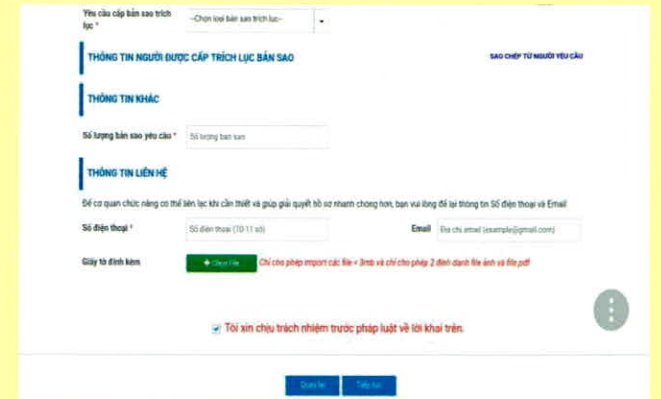 Yêu cầu cấp bản sao trích
lục *
--Chọn loại bản sao trích lục--
THÔNG TIN NGƯỜI ĐƯỢC CẤP TRÍCH LỤC BẢN SAO
SAO CHÉP TỪ NGƯỜI YÊU CẦU
THÔNG TIN KHÁC
Số lượng bản sao yêu cầu * Số lượng bản sao
THÔNG TIN LIÊN HỆ
Để cơ quan chức năng có thể liên lạc khi cần thiết và giúp giải quyết hồ sơ nhanh chóng hơn, bạn vui lòng để lại thông tin Số điện thoại và Email
Số điện thoại * Số điện thoại (10-11 số) Email Địa chỉ email (example@gmail.com)
Giấy tờ đính kèm + Chọn File Chỉ cho phép import các file < 3mb và chỉ cho phép 2 định danh file ảnh và file pdf
Tôi xin chịu trách nhiệm trước pháp luật về lời khai trên.
Quay lại Tiếp tục